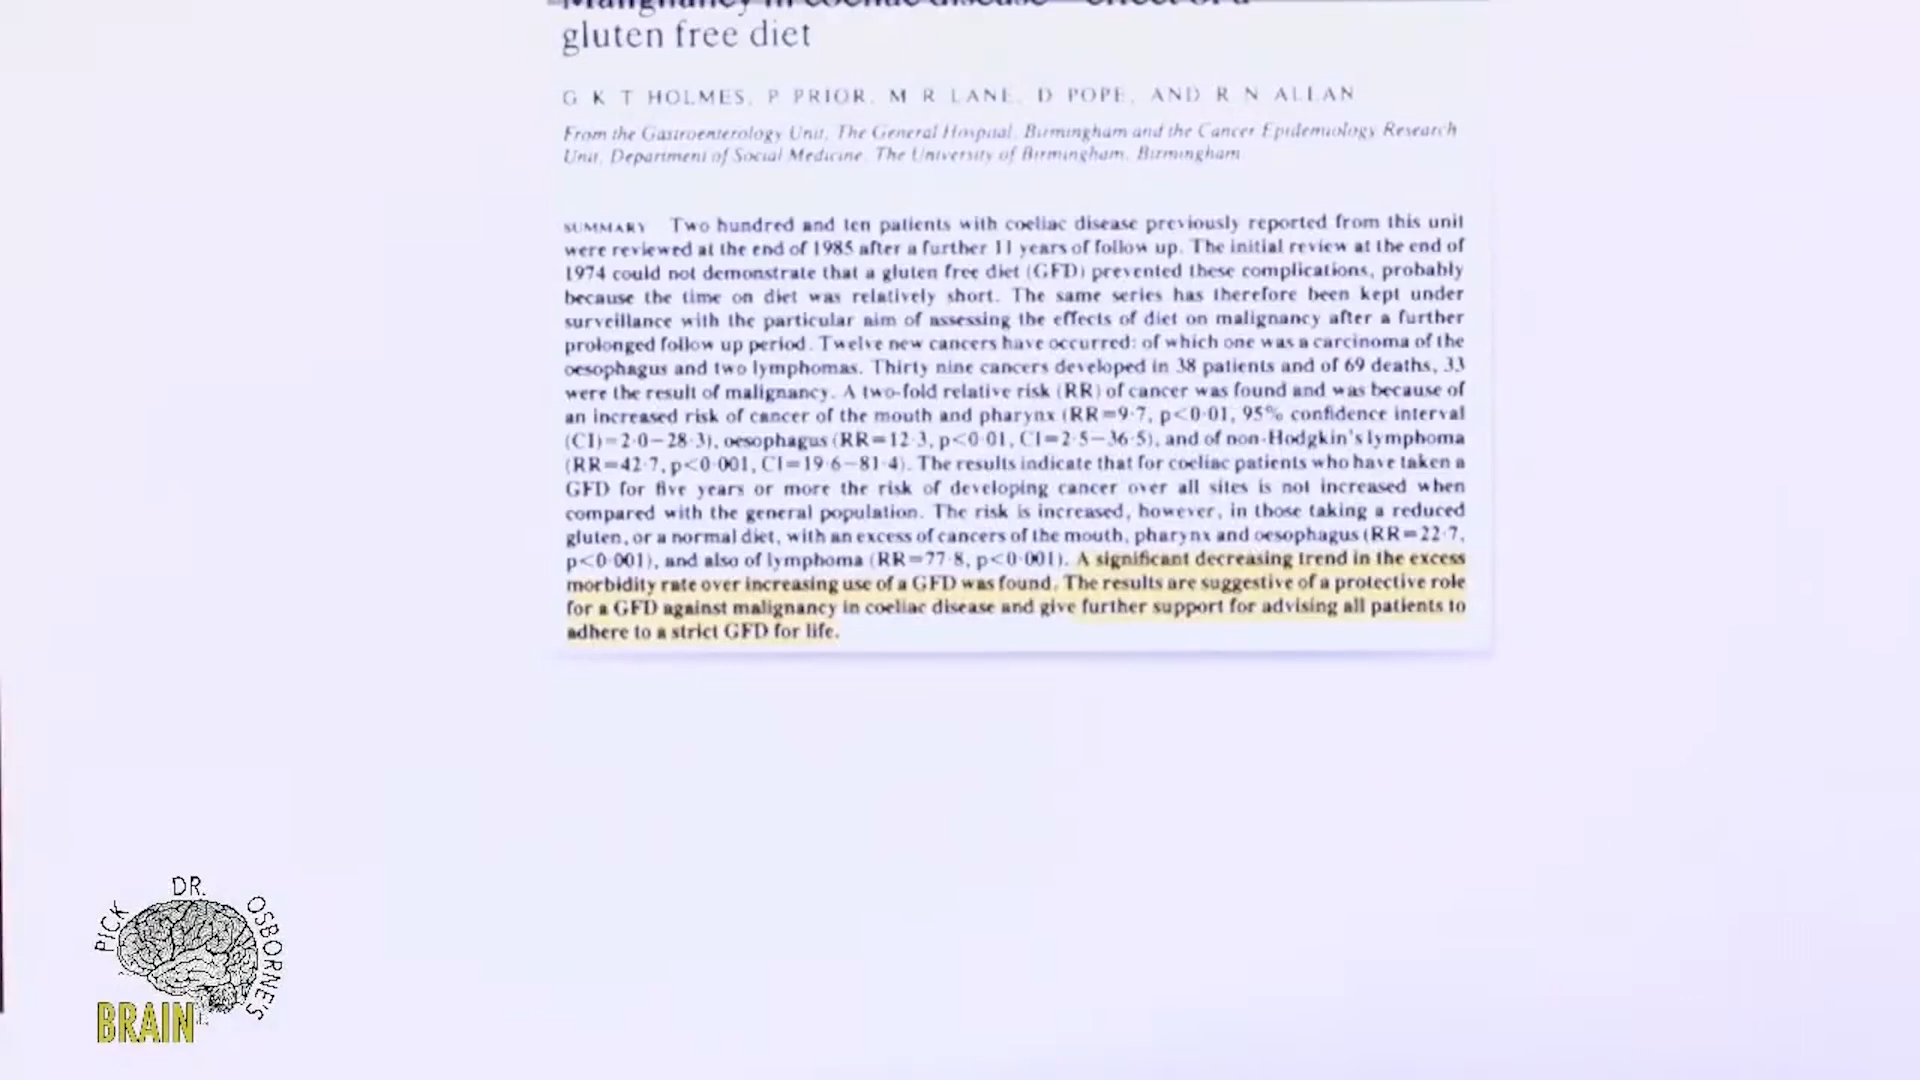 Malignancy in coeliac disease – effect of a
gluten free diet
G K T HOLMES, P PRIOR, M R LANE, D POPE, AND R N ALLAN
From the Gastroenterology Unit, The General Hospital, Birmingham and the Cancer Epidemiology Research
Unit, Department of Social Medicine, The University of Birmingham, Birmingham
SUMMARY Two hundred and ten patients with coeliac disease previously reported from this unit
were reviewed at the end of 1985 after a further 11 years of follow up. The initial review at the end of
1974 could not demonstrate that a gluten free diet (GFD) prevented these complications, probably
because the time on diet was relatively short. The same series has therefore been kept under
surveillance with the particular aim of assessing the effects of diet on malignancy after a further
prolonged follow up period. Twelve new cancers have occurred: of which one was a carcinoma of the
oesophagus and two lymphomas. Thirty nine cancers developed in 38 patients and of 69 deaths, 33
were the result of malignancy. A two-fold relative risk (RR) of cancer was found and was because of
an increased risk of cancer of the mouth and pharynx (RR=9·7, p<0·01, 95% confidence interval
(CI)=2·0–28·3), oesophagus (RR=12·3, p<0·01, CI=2·5–36·5), and of non-Hodgkin's lymphoma
(RR=42·7, p<0·001, CI=19·6–81·4). The results indicate that for coeliac patients who have taken a
GFD for five years or more the risk of developing cancer over all sites is not increased when
compared with the general population. The risk is increased, however, in those taking a reduced
gluten, or a normal diet, with an excess of cancers of the mouth, pharynx and oesophagus (RR=22·7,
p<0·001), and also of lymphoma (RR=77·8, p<0·001). A significant decreasing trend in the excess
morbidity rate over increasing use of a GFD was found. The results are suggestive of a protective role
for a GFD against malignancy in coeliac disease and give further support for advising all patients to
adhere to a strict GFD for life.
PICK DR. OSBORNE'S
BRAIN